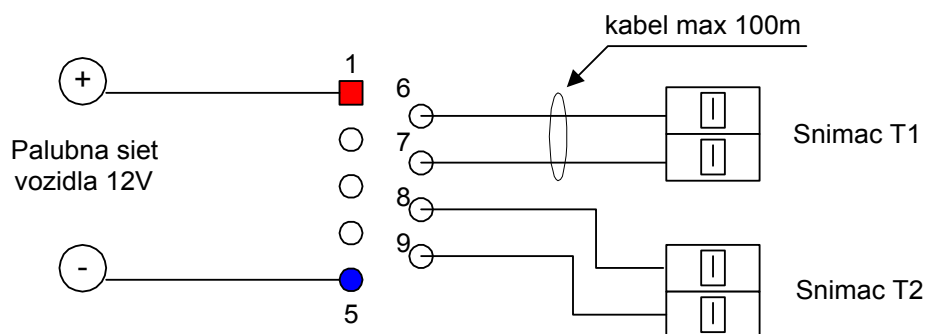 kabel max 100m
+
1
6
Snimac T1
7
Palubna siet
vozidla 12V
8
9
-
5
Snimac T2